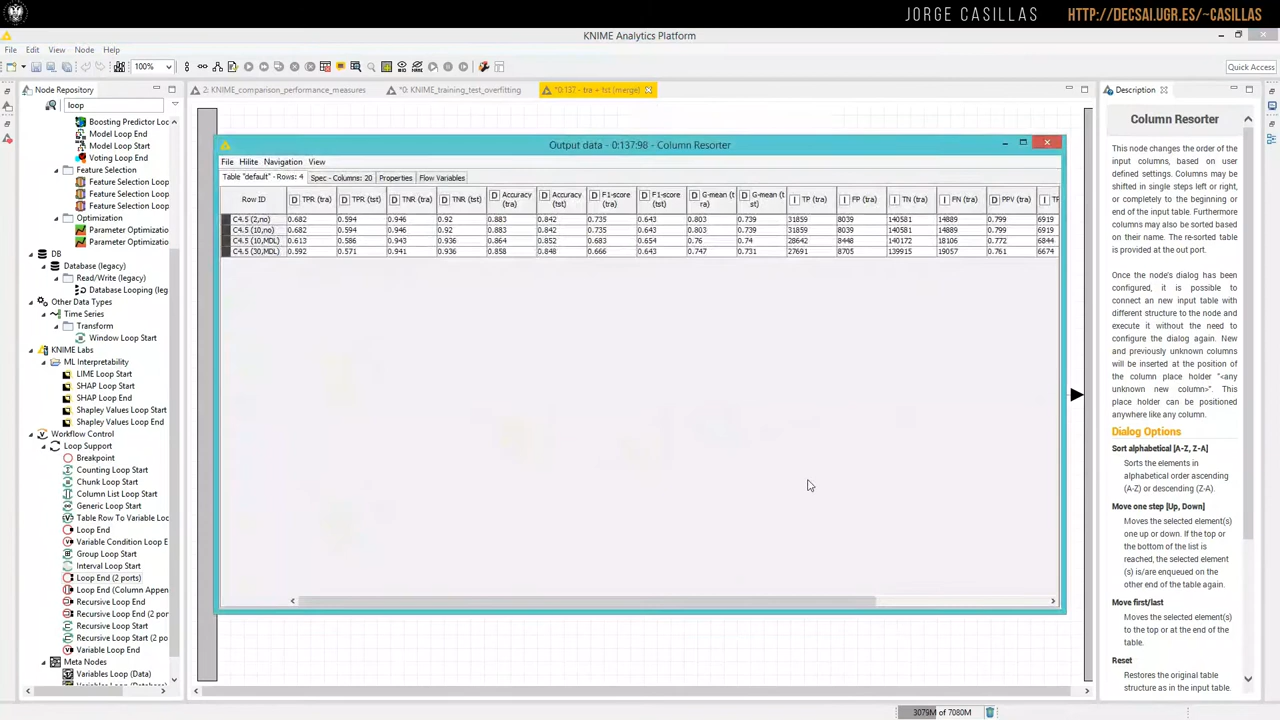 JORGE CASILLAS HTTP://DECSAI.UGR.ES/~CASILLAS
KNIME Analytics Platform
File Edit View Node Help
100% Quick Access
Node Repository
loop
Boosting Predictor Lo
Model Loop End
Model Loop Start
Voting Loop End
Feature Selection
Feature Selection Loop
Feature Selection Loop
Feature Selection Loop
Optimization
Parameter Optimizatio
Parameter Optimizatio
DB
Database (legacy)
Read/Write (legacy)
Database Looping (leg
Other Data Types
Time Series
Transform
Window Loop Start
KNIME Labs
ML Interpretability
LIME Loop Start
SHAP Loop Start
SHAP Loop End
Shapley Values Loop Start
Shapley Values Loop End
Workflow Control
Loop Support
Breakpoint
Counting Loop Start
Chunk Loop Start
Column List Loop Start
Generic Loop Start
Table Row To Variable Loc
Loop End
Variable Condition Loop E
Group Loop Start
Interval Loop Start
Loop End (2 ports)
Loop End (Column Appen
Recursive Loop End
Recursive Loop End (2 por
Recursive Loop Start
Recursive Loop Start (2 po
Variable Loop End
Meta Nodes
Variables Loop (Data)
2: KNIME_comparison_performance_measures *0: KNIME_training_test_overfitting *0:137 - tra + tst (merge)
Output data - 0:137:98 - Column Resorter
File Hilite Navigation View
Table "default" - Rows: 4 Spec - Columns: 20 Properties Flow Variables
Row ID D TPR (tra) D TPR (tst) D TNR (tra) D TNR (tst) D Accuracy (tra) D Accuracy (tst) D F1-score (tra) D F1-score (tst) D G-mean (t ra) D G-mean (t st) I TP (tra) I FP (tra) I TN (tra) I FN (tra) D PPV (tra) I TF
C4.5 (2,no) 0.682 0.594 0.946 0.92 0.883 0.842 0.735 0.643 0.803 0.739 31859 8039 140581 14889 0.799 6919
C4.5 (10,no) 0.682 0.594 0.946 0.92 0.883 0.842 0.735 0.643 0.803 0.739 31859 8039 140581 14889 0.799 6919
C4.5 (10,MDL) 0.613 0.586 0.943 0.936 0.864 0.852 0.683 0.654 0.76 0.74 28642 8448 140172 18106 0.772 6844
C4.5 (30,MDL) 0.592 0.571 0.941 0.936 0.858 0.848 0.666 0.643 0.747 0.731 27691 8705 139915 19057 0.761 6674
Description
Column Resorter
This node changes the order of the
input columns, based on user
defined settings. Columns may
be shifted in single steps left or right,
or completely to the beginning or
end of the input table. Furthermore
columns may also be sorted based
on their name. The re-sorted table
is provided at the out port.
Once the node's dialog has been
configured, it is possible to
connect an new input table with
different structure to the node and
execute it without the need to
configure the dialog again. New
and previously unknown columns
will be inserted at the position of
the column place holder "<any
unknown new column>". This
place holder can be positioned
anywhere like any column.
Dialog Options
Sort alphabetical [A-Z, Z-A]
Sorts the elements in
alphabetical order ascending
(A-Z) or descending (Z-A).
Move one step [Up, Down]
Moves the selected element(s)
one up or down. If the top or
the bottom of the list is
reached, the selected element
(s) is/are enqueued on the
other end of the table again.
Move first/last
Moves the selected element(s)
to the top or at the end of the
table.
Reset
Restores the original table
structure as in the input table.
3079M of 7080M